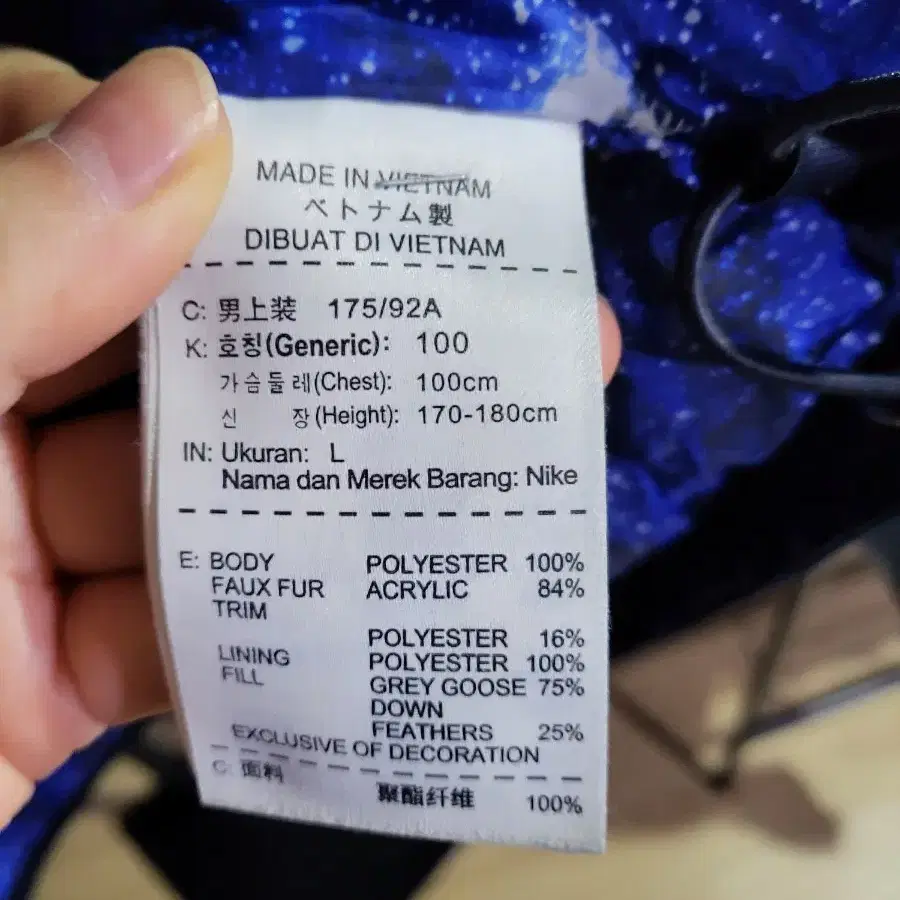 MADE IN VIETNAM
ベトナム製
DIBUAT DI VIETNAM
C: 男上装 175/92A
K: 호칭(Generic): 100
가슴둘레(Chest): 100cm
신 장(Height): 170-180cm
IN: Ukuran: L
Nama dan Merek Barang: Nike
E: BODY POLYESTER 100%
FAUX FUR ACRYLIC 84%
TRIM
POLYESTER 16%
LINING POLYESTER 100%
FILL GREY GOOSE 75%
DOWN
FEATHERS 25%
EXCLUSIVE OF DECORATION
C: 面料
聚酯纤维 100%